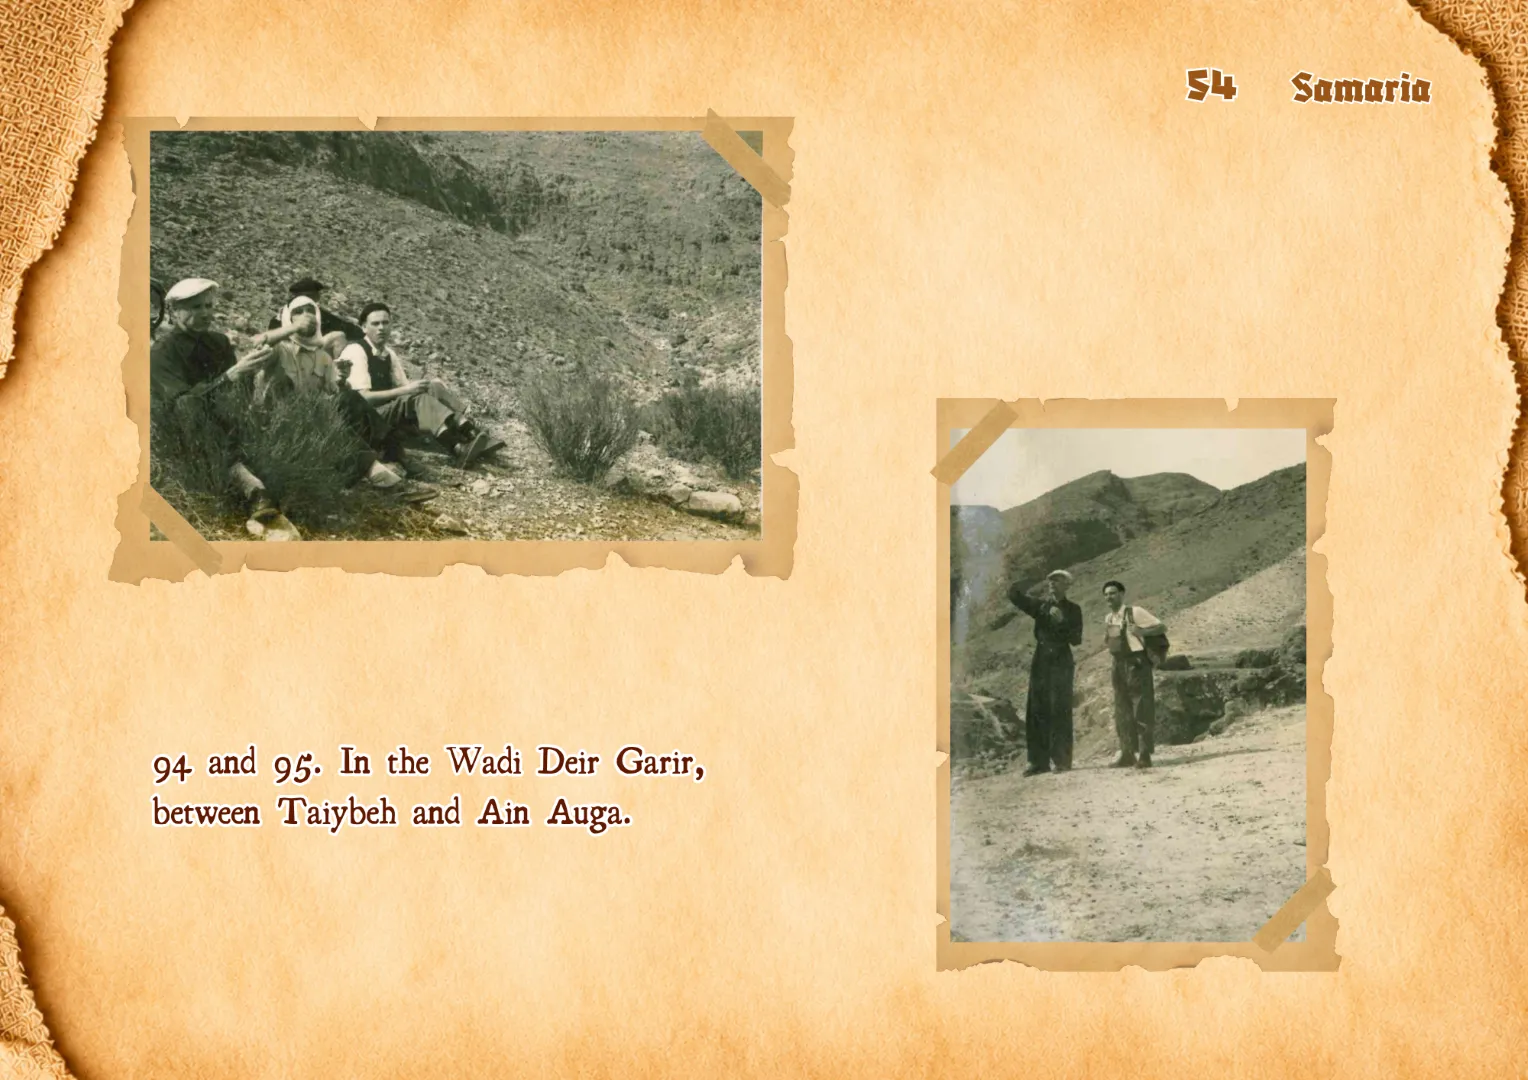 54 Samaria
94 and 95. In the Wadi Deir Garir,
between Taiybeh and Ain Auga.